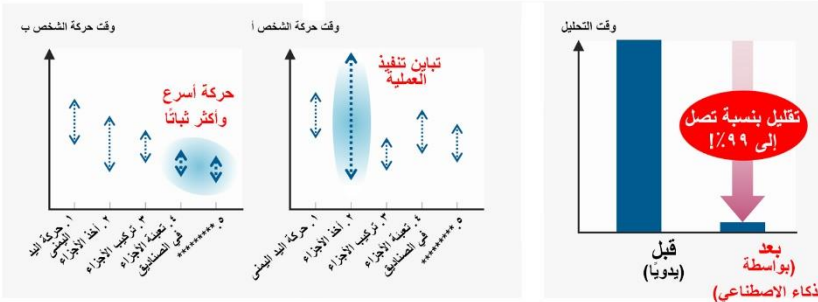 وقت التحليل
تقليل بنسبة تصل
إلى ٩٩٪!
قبل
(يدويًا)
بعد
(بواسطة
ذكاء الاصطناعي)
وقت حركة الشخص أ
تباين تنفيذ
العملية
١. حركة اليد اليمنى
٢. أخذ الأجزاء
٣. تركيب الأجزاء
٤. تعبئة الأجزاء
في الصناديق
٥. *********
وقت حركة الشخص ب
حركة أسرع
وأكثر ثباتًا
١. حركة اليد
اليمنى
٢. أخذ الأجزاء
٣. تركيب الأجزاء
٤. تعبئة الأجزاء
في الصناديق
٥. *********